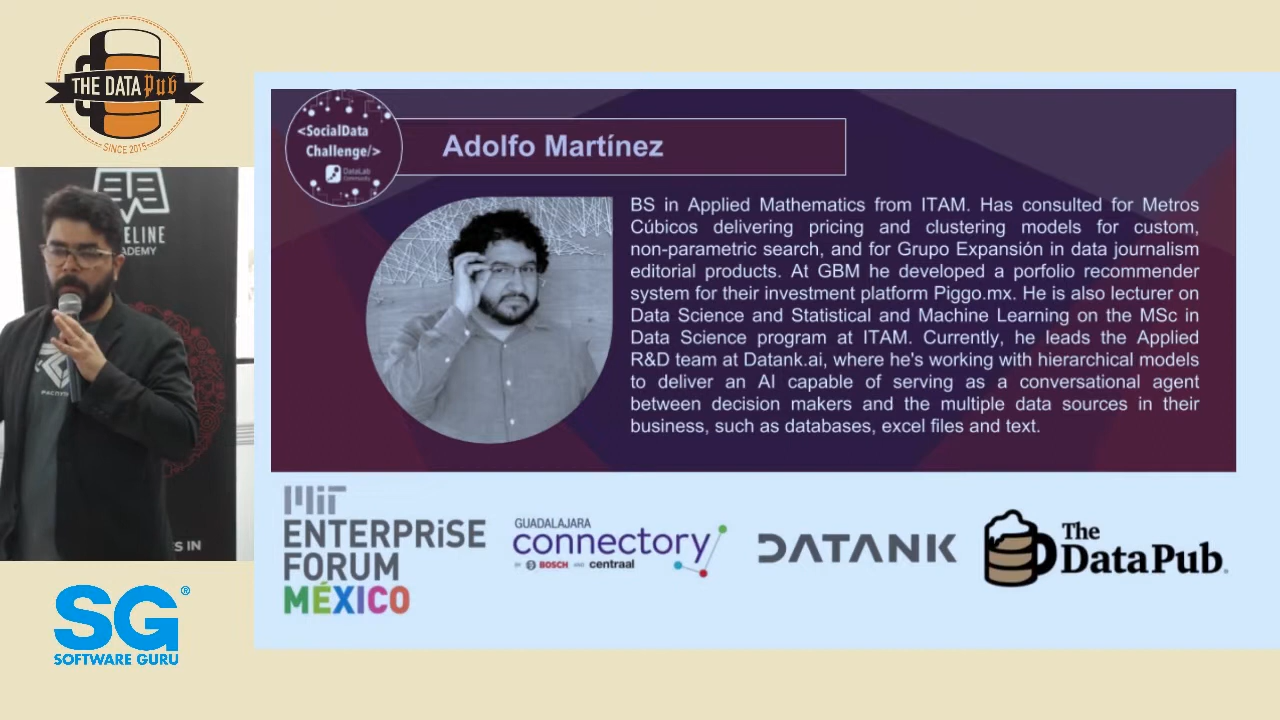 THE DATA Pub
SINCE 2015
ELINE
ADEMY
S IN
SG®
SOFTWARE GURU
<SocialData
Challenge/>
DataLab
Community
Adolfo Martínez
BS in Applied Mathematics from ITAM. Has consulted for Metros
Cúbicos delivering pricing and clustering models for custom,
non-parametric search, and for Grupo Expansión in data journalism
editorial products. At GBM he developed a porfolio recommender
system for their investment platform Piggo.mx. He is also lecturer on
Data Science and Statistical and Machine Learning on the MSc in
Data Science program at ITAM. Currently, he leads the Applied
R&D team at Datank.ai, where he's working with hierarchical models
to deliver an AI capable of serving as a conversational agent
between decision makers and the multiple data sources in their
business, such as databases, excel files and text.
MiT
ENTERPRiSE
FORUM
MÉXICO
GUADALAJARA
connectory
BOSCH AND centraal
DATANK
The
DataPub.